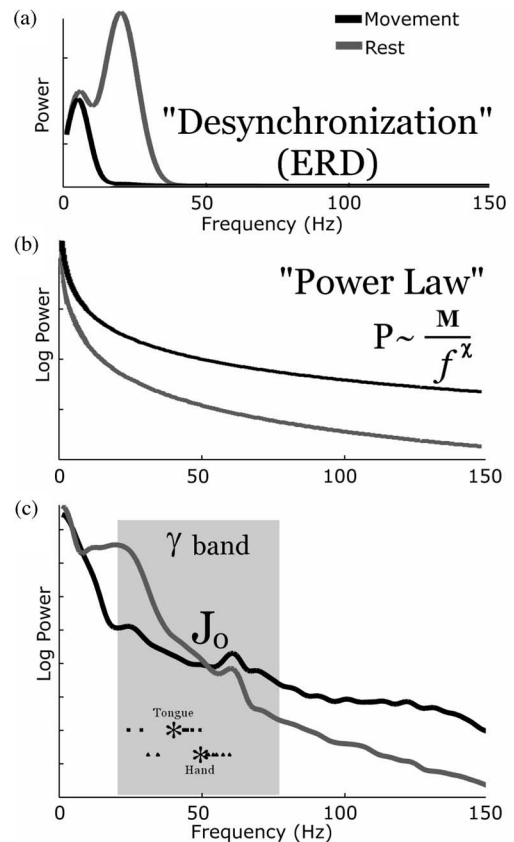 (a)
Movement
Rest
Power
"Desynchronization"
(ERD)
0 50 100 150
Frequency (Hz)
(b)
"Power Law"
P~ M/f^χ
Log Power
0 50 100 150
(c)
γ band
J₀
Log Power
Tongue
*
*
Hand
0 50 100 150
Frequency (Hz)